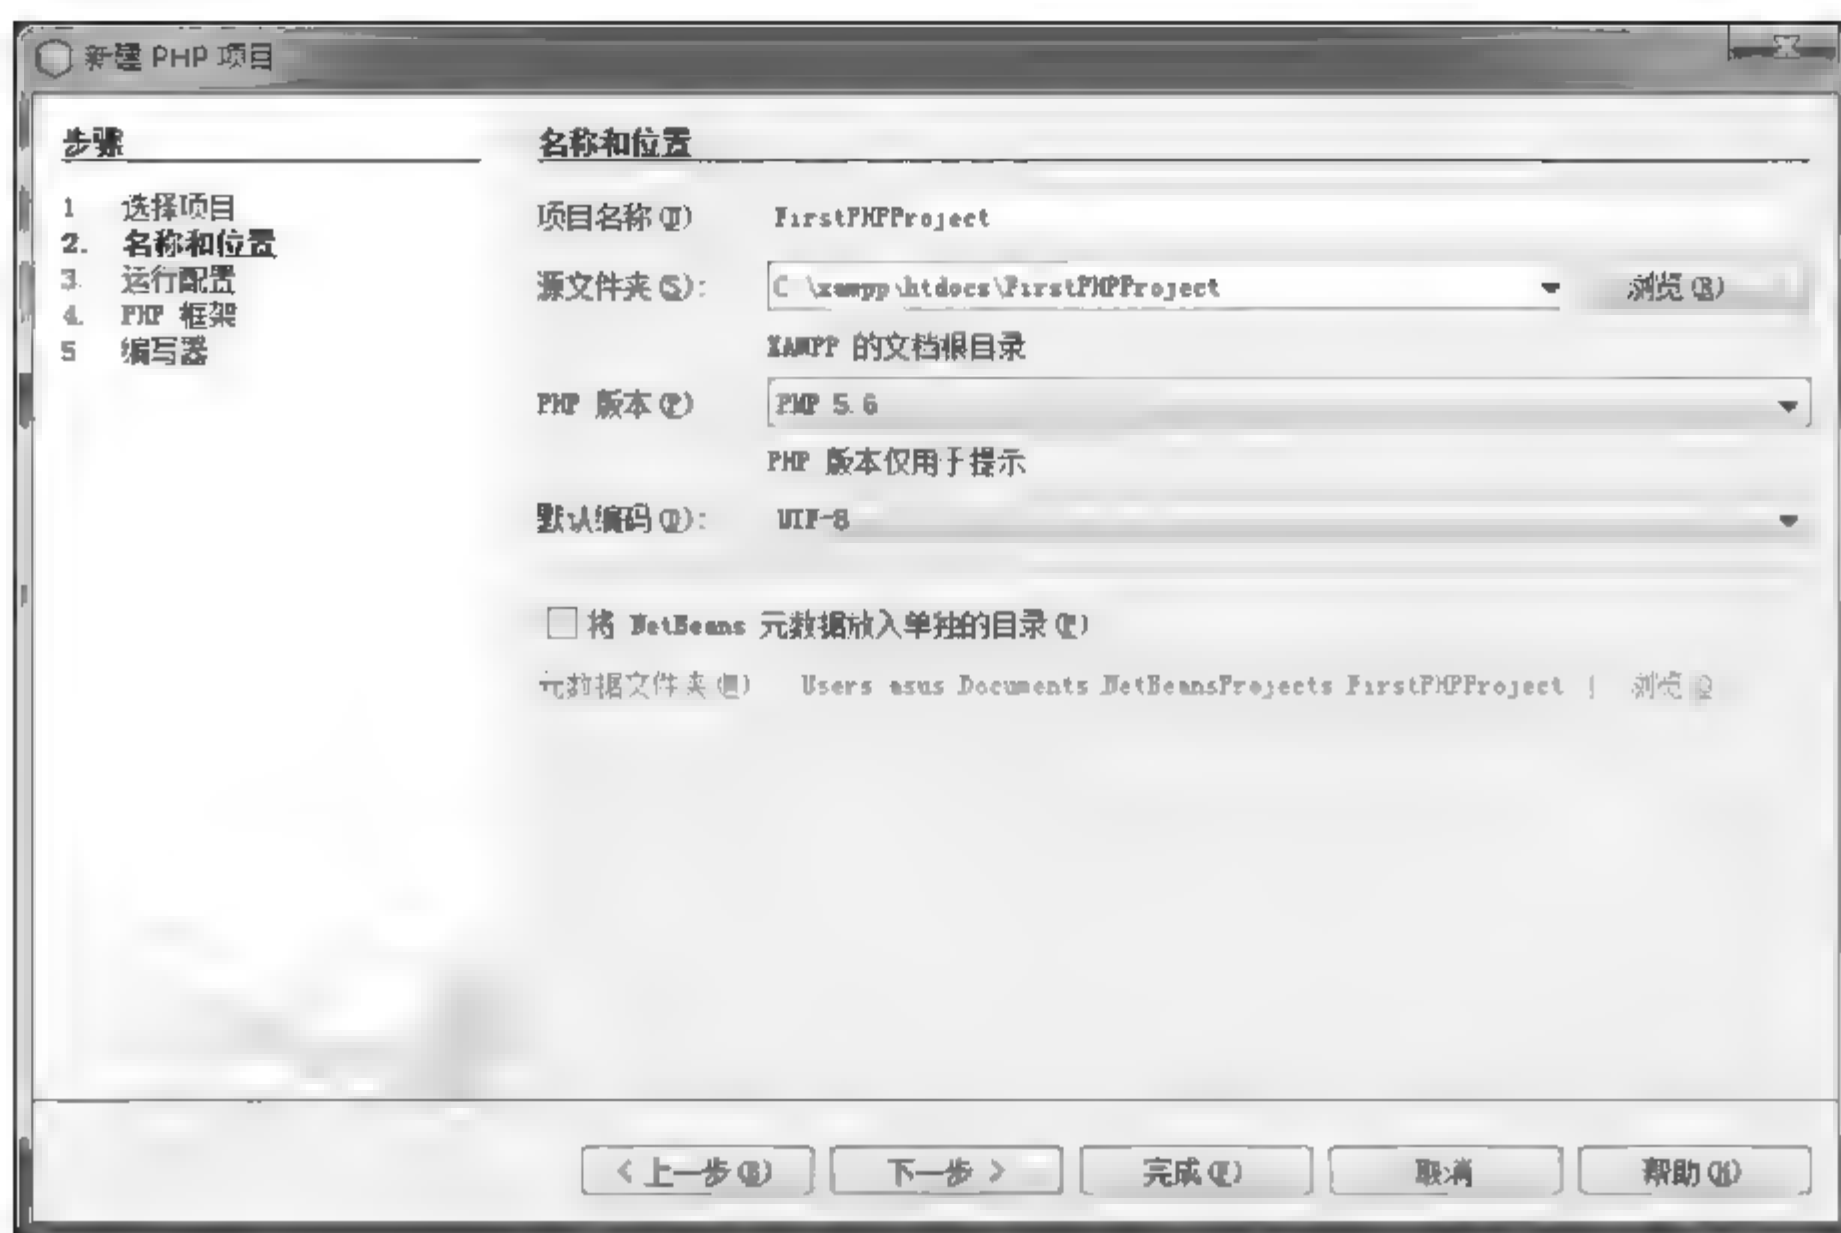 新建 PHP 项目
步骤
1 选择项目
2. 名称和位置
3. 运行配置
4. PHP 框架
5 编写器
名称和位置
项目名称(N) FirstPHPProject
源文件夹(S): C:\xampp\htdocs\FirstPHPProject 浏览(R)
XAMPP 的文档根目录
PHP 版本(P) PHP 5.6
PHP 版本仅用于提示
默认编码(D): UTF-8
将 NetBeans 元数据放入单独的目录(T)
元数据文件夹 Users asus Documents NetBeansProjects FirstPHPProject 浏览
< 上一步(B) 下一步 > 完成(F) 取消 帮助(H)